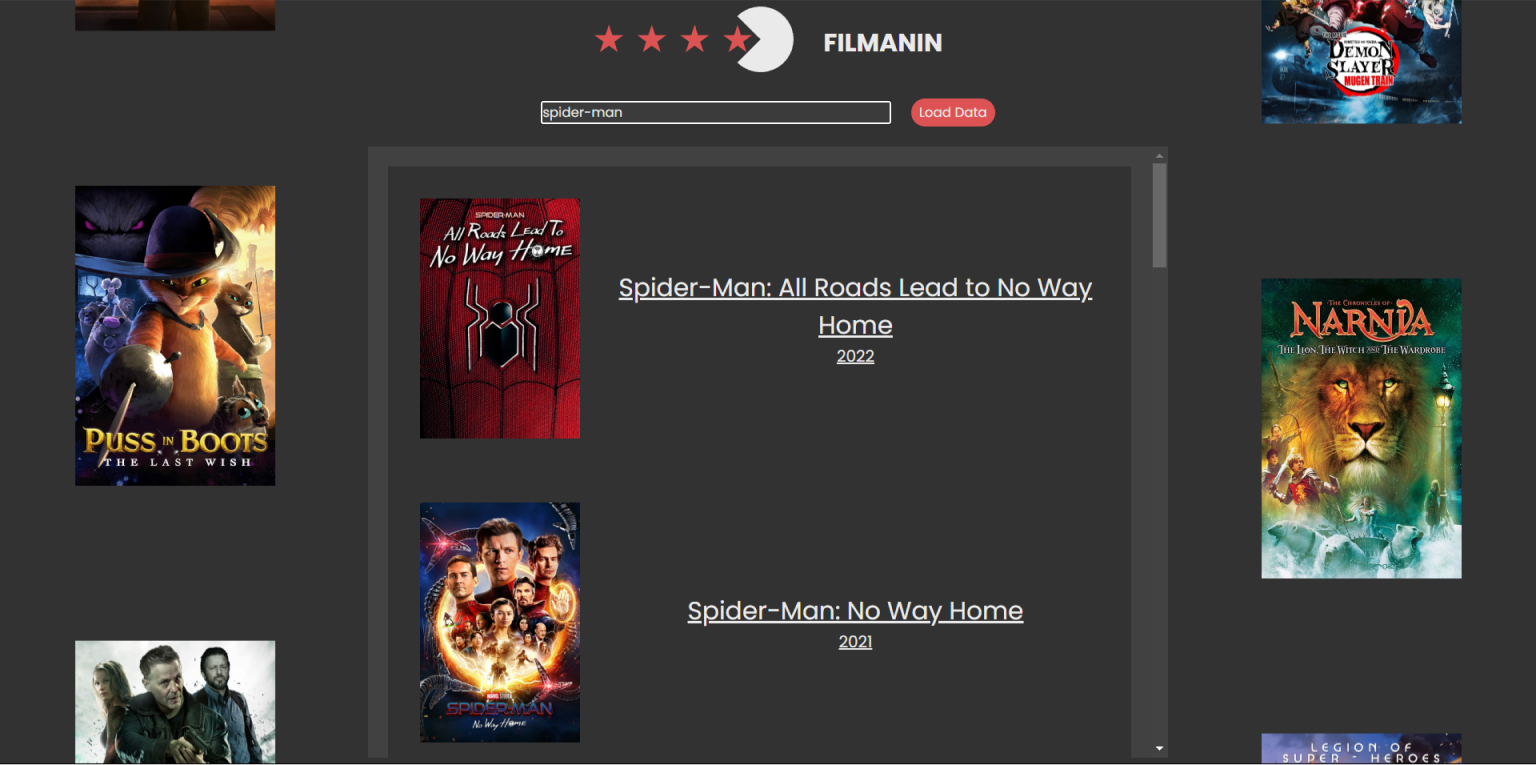 FILMANIN
spider-man
Load Data
DEMON
SLAYER
MUGEN TRAIN
SPIDER-MAN
All Roads Lead To
No Way Home
Spider-Man: All Roads Lead to No Way
Home
2022
PUSS IN BOOTS
THE LAST WISH
THE CHRONICLES OF
NARNIA
THE LION, THE WITCH AND THE WARDROBE
MARVEL STUDIOS
SPIDER-MAN
No Way Home
Spider-Man: No Way Home
2021
LEGION OF
SUPER-HEROES